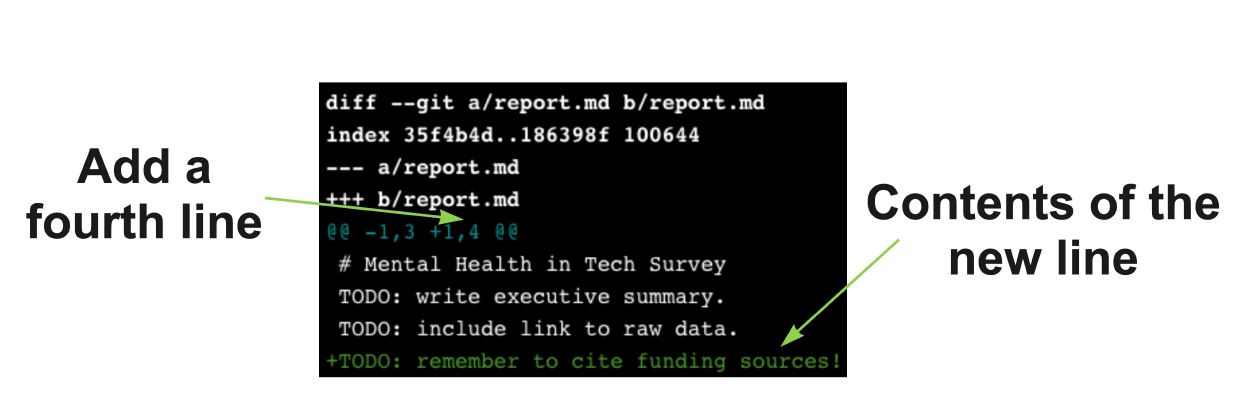 Add a
fourth line
diff --git a/report.md b/report.md
index 35f4b4d..186398f 100644
--- a/report.md
+++ b/report.md
@@ -1,3 +1,4 @@
# Mental Health in Tech Survey
TODO: write executive summary.
TODO: include link to raw data.
+TODO: remember to cite funding sources!
Contents of the
new line